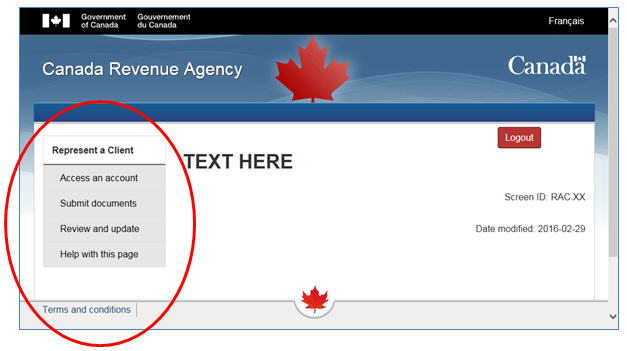 Government of Canada
Gouvernement du Canada
Français
Canada Revenue Agency
Canada
Logout
Represent a Client
TEXT HERE
Access an account
Screen ID: RAC.XX
Submit documents
Review and update
Date modified: 2016-02-29
Help with this page
Terms and conditions